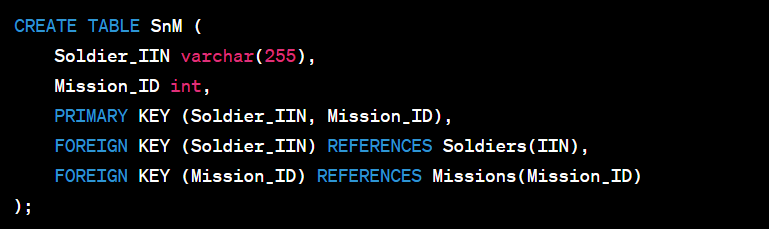 CREATE TABLE SnM (
Soldier_IIN varchar(255),
Mission_ID int,
PRIMARY KEY (Soldier_IIN, Mission_ID),
FOREIGN KEY (Soldier_IIN) REFERENCES Soldiers(IIN),
FOREIGN KEY (Mission_ID) REFERENCES Missions(Mission_ID)
);